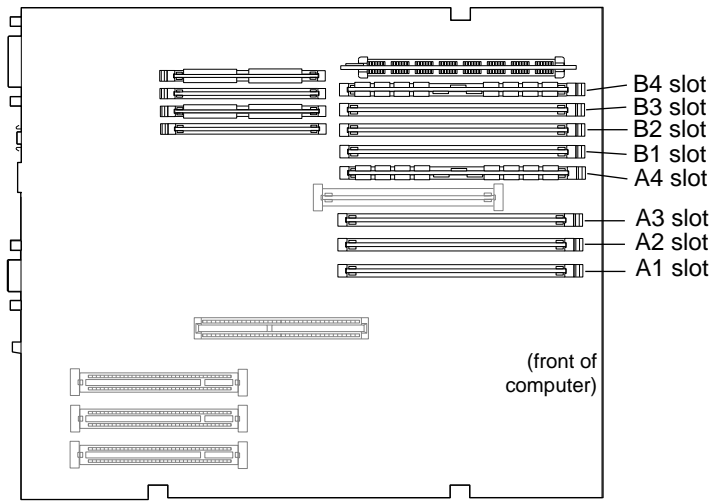 B4 slot
B3 slot
B2 slot
B1 slot
A4 slot
A3 slot
A2 slot
A1 slot
(front of
computer)